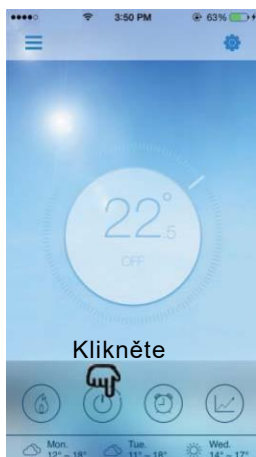 3:50 PM 63%
22°.5
OFF
Klikněte
Mon. Tue. Wed.
12° ~ 18° 11° ~ 18° 14° ~ 17°